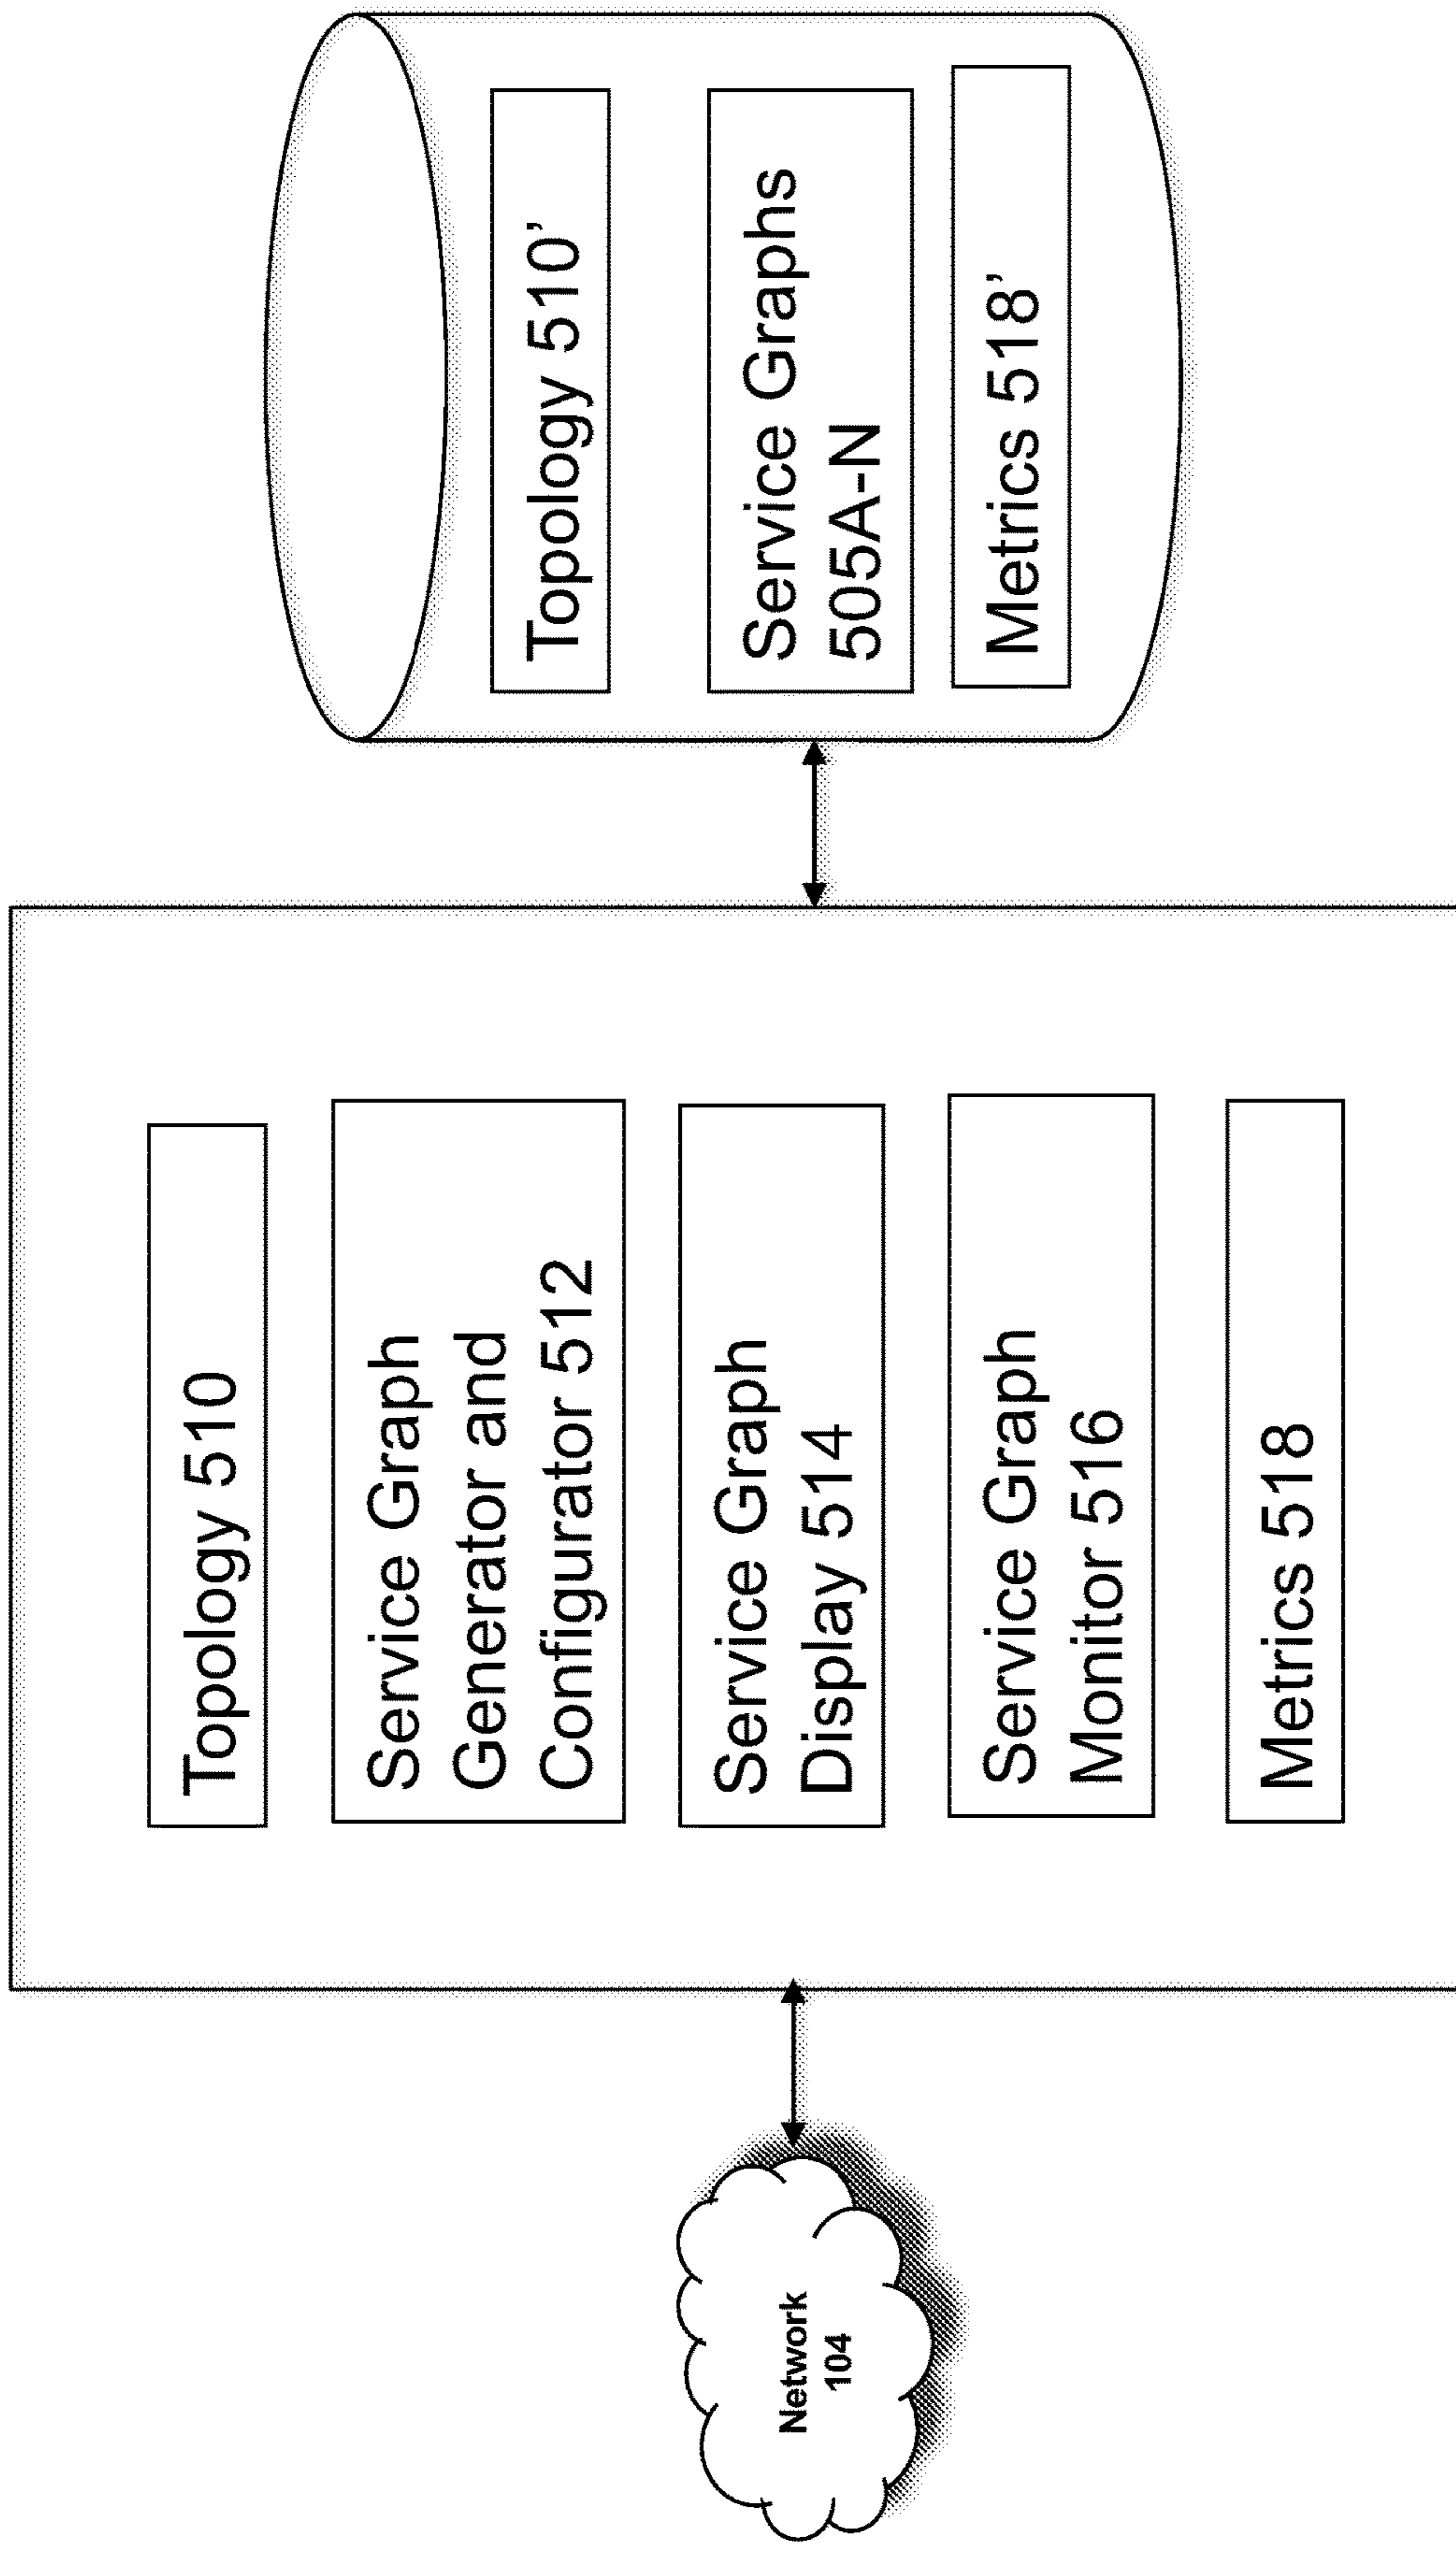 Network
104
Topology 510
Service Graph
Generator and
Configurator 512
Service Graph
Display 514
Service Graph
Monitor 516
Metrics 518
Topology 510’
Service Graphs
505A-N
Metrics 518’